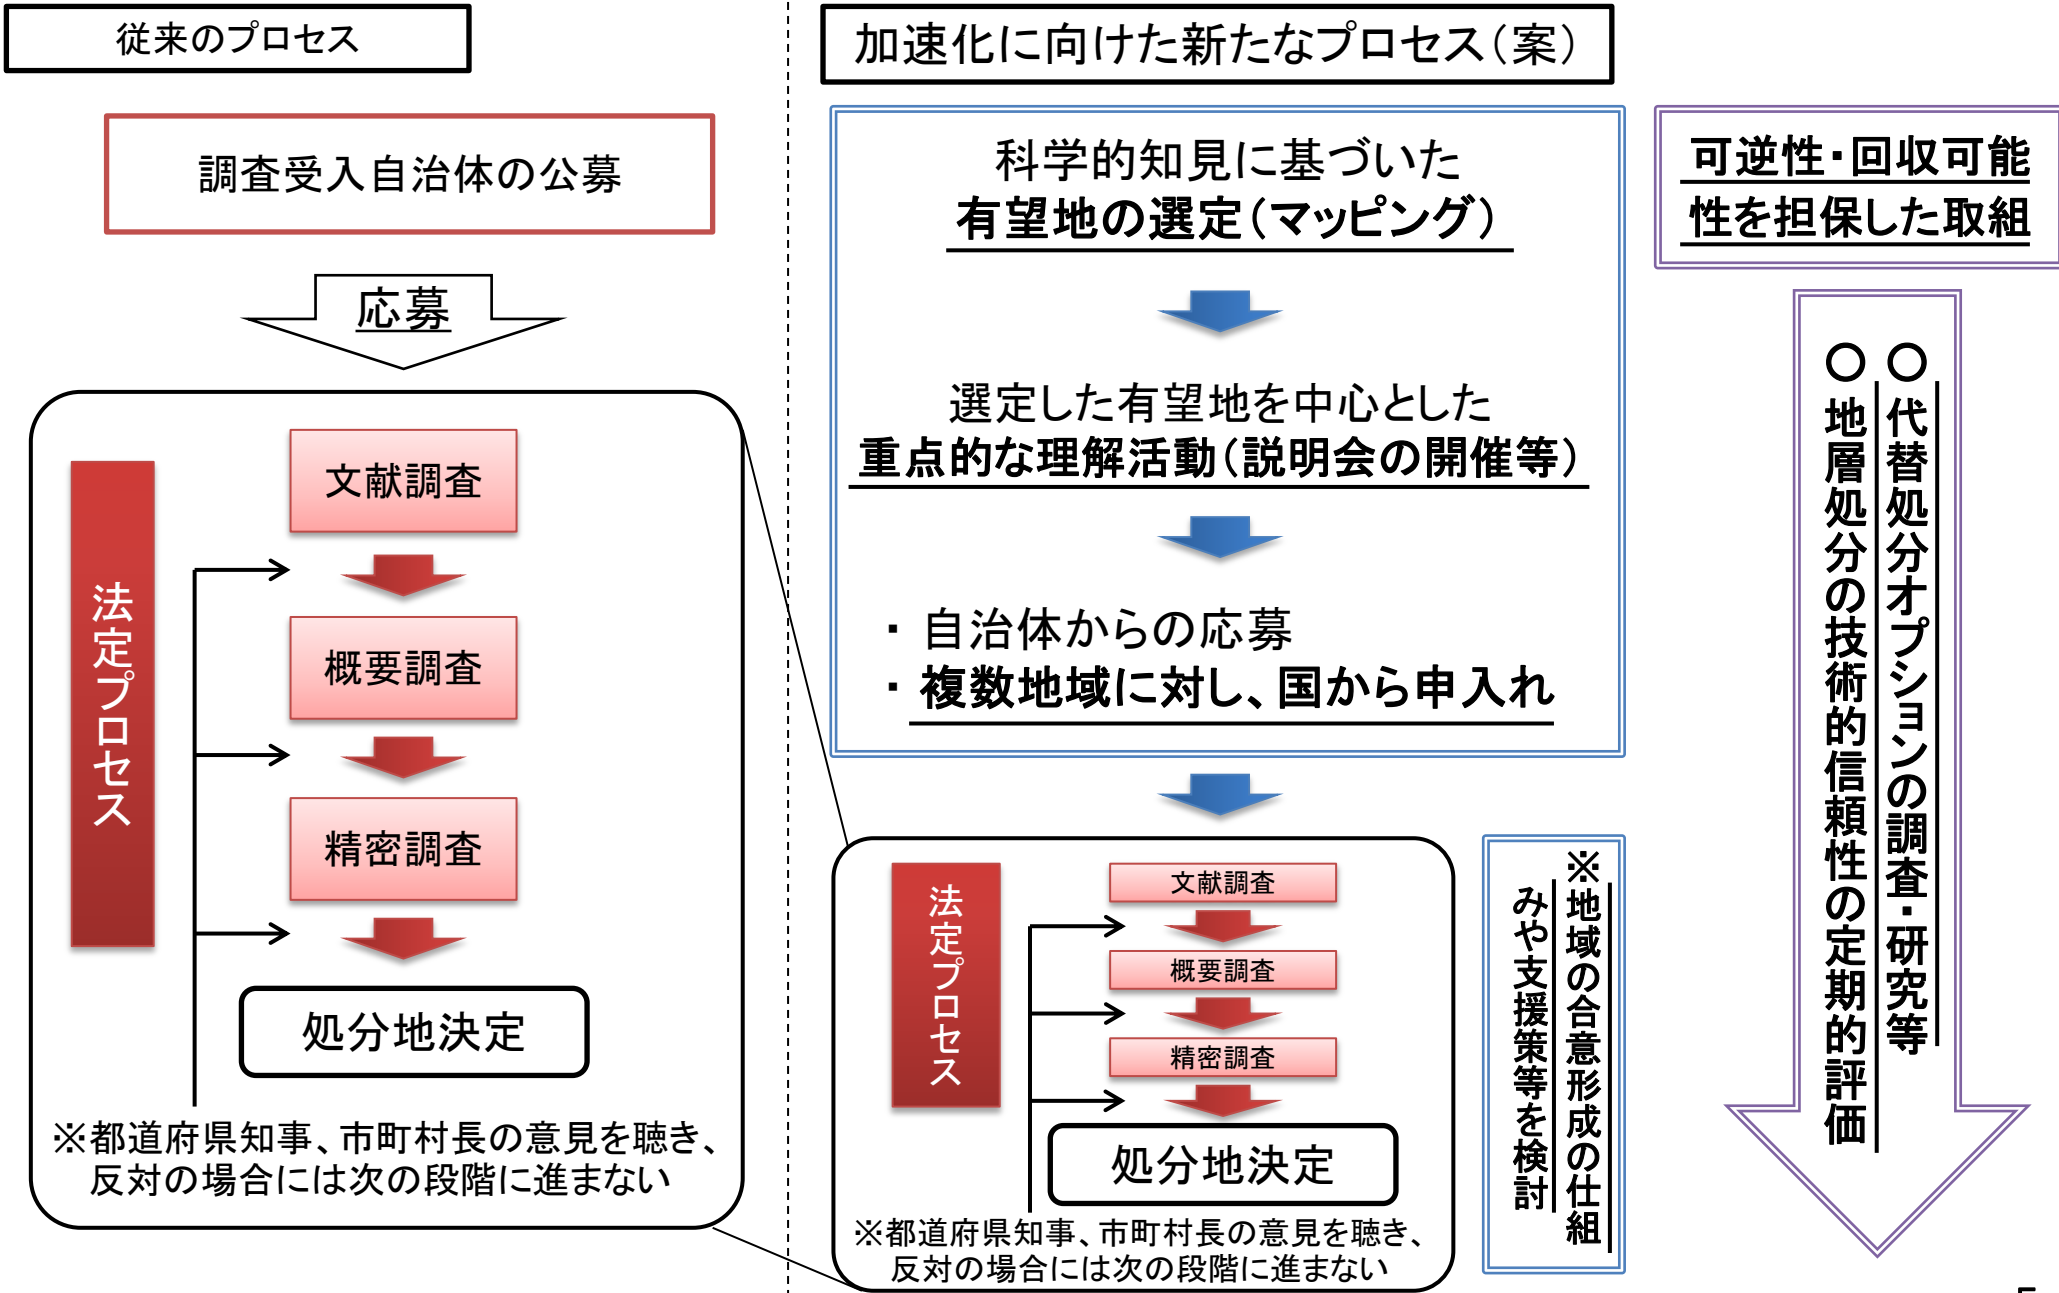 従来のプロセス
調査受入自治体の公募
応募
法定プロセス
文献調査
概要調査
精密調査
処分地決定
※都道府県知事、市町村長の意見を聴き、
反対の場合には次の段階に進まない
加速化に向けた新たなプロセス（案）
科学的知見に基づいた
有望地の選定（マッピング）
選定した有望地を中心とした
重点的な理解活動（説明会の開催等）
・自治体からの応募
・複数地域に対し、国から申入れ
法定プロセス
文献調査
概要調査
精密調査
処分地決定
※都道府県知事、市町村長の意見を聴き、
反対の場合には次の段階に進まない
※地域の合意形成の仕組
みや支援策等を検討
可逆性・回収可能
性を担保した取組
○代替処分オプションの調査・研究等
○地層処分の技術的信頼性の定期的評価